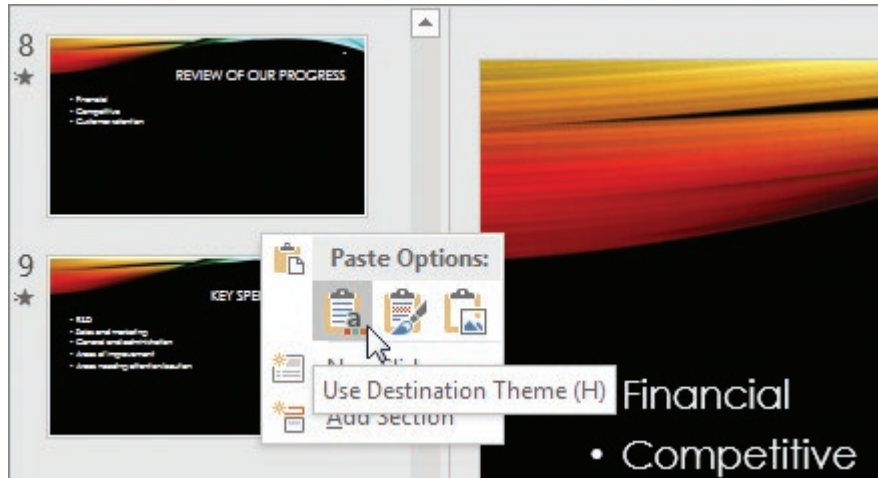 8
REVIEW OF OUR PROGRESS
• Financial
• Competitive
• Customer retention
9
KEY SPE
• R&D
• Sales and marketing
• General and administration
• Areas of improvement
• Areas needing attention/caution
Paste Options:
Use Destination Theme (H)
Add Section
Financial
• Competitive